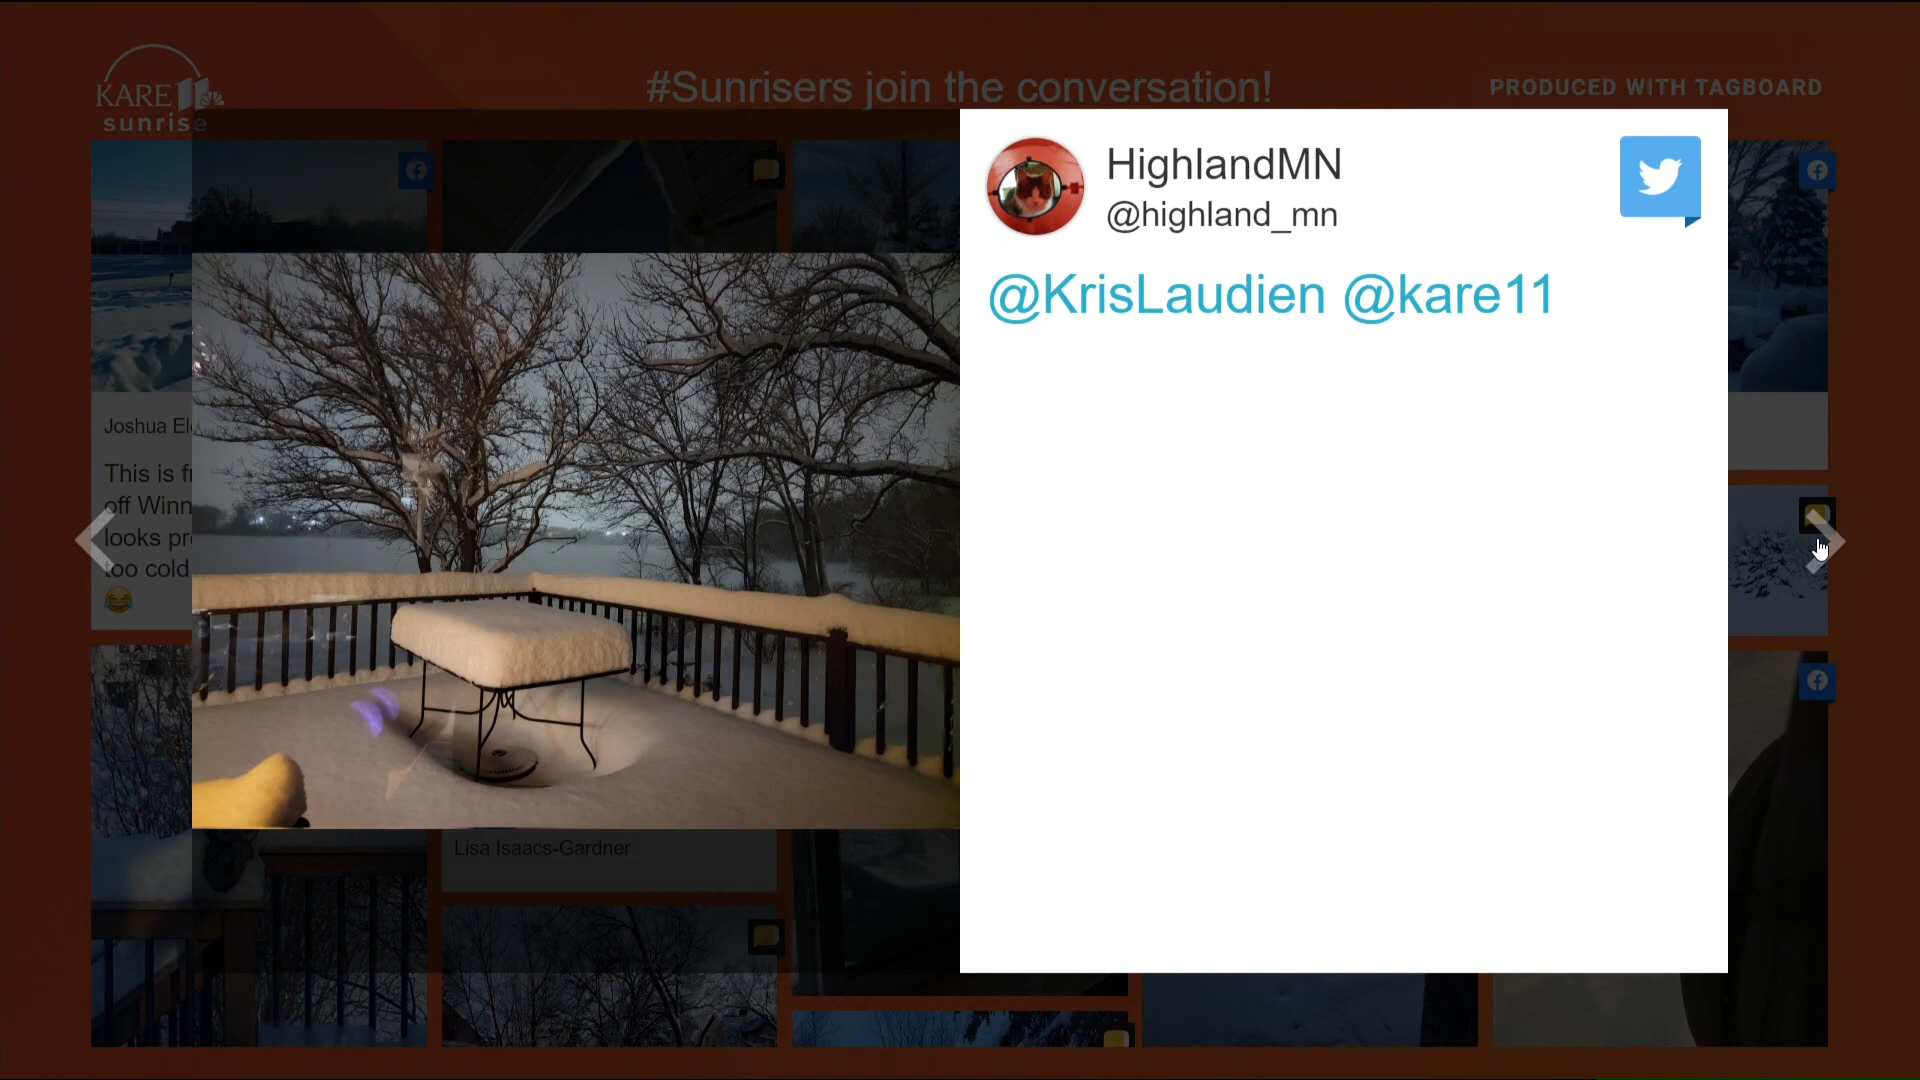 KARE 11
sunrise
#Sunrisers join the conversation!
PRODUCED WITH TAGBOARD
HighlandMN
@highland_mn
@KrisLaudien @kare11
Joshua El
This is f
off Winn
looks pr
too cold
Lisa Isaacs-Gardner